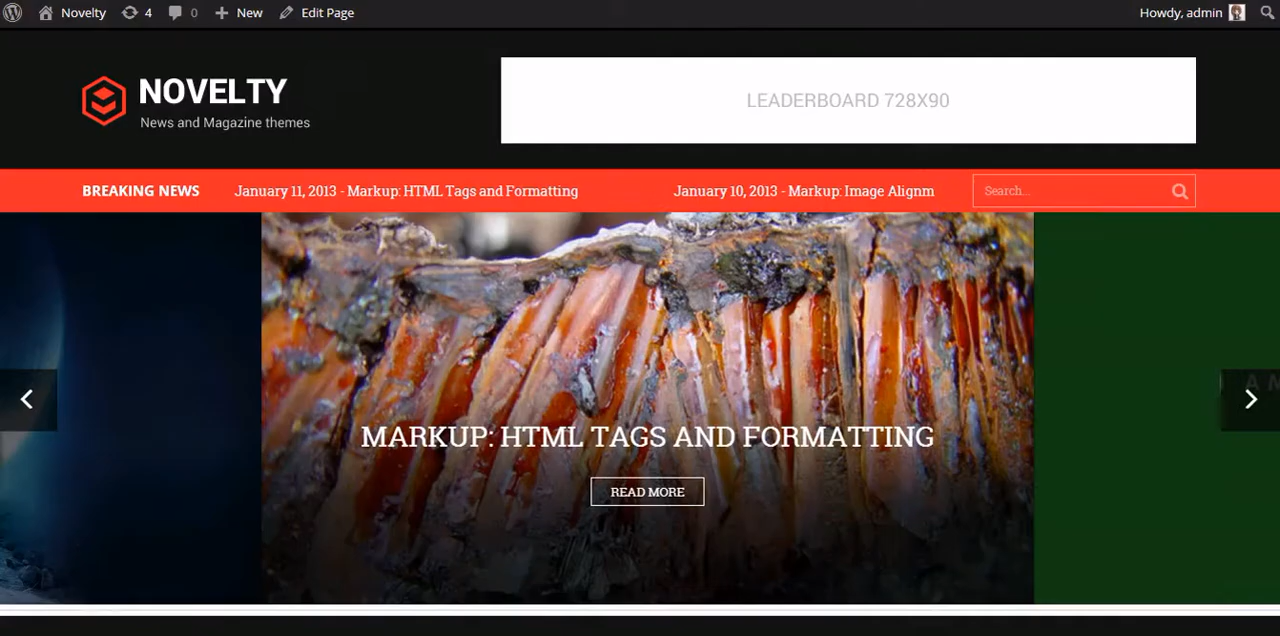 Novelty 4 0 New Edit Page Howdy, admin
NOVELTY
News and Magazine themes
LEADERBOARD 728X90
BREAKING NEWS January 11, 2013 - Markup: HTML Tags and Formatting January 10, 2013 - Markup: Image Alignm Search...
MARKUP: HTML TAGS AND FORMATTING
READ MORE